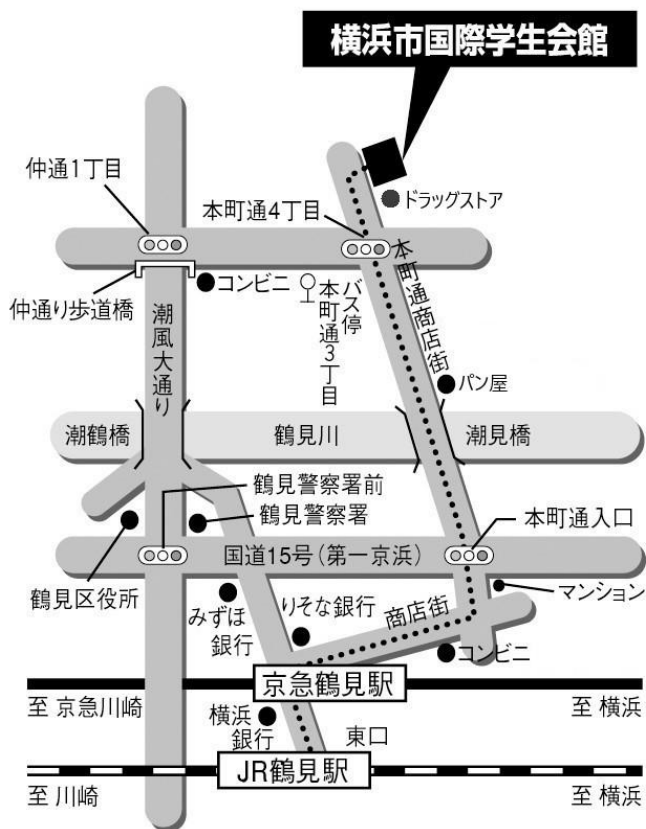 横浜市国際学生会館
仲通1丁目
ドラッグストア
本町通4丁目
仲通り歩道橋
コンビニ
バス停
本町通3丁目
本町通商店街
潮風大通り
パン屋
潮鶴橋
鶴見川
潮見橋
鶴見警察署前
鶴見警察署
本町通入口
国道15号(第一京浜)
鶴見区役所
みずほ
銀行
りそな銀行
商店街
マンション
コンビニ
京急鶴見駅
至 京急川崎
至 横浜
横浜
銀行
東口
JR鶴見駅
至 川崎
至 横浜